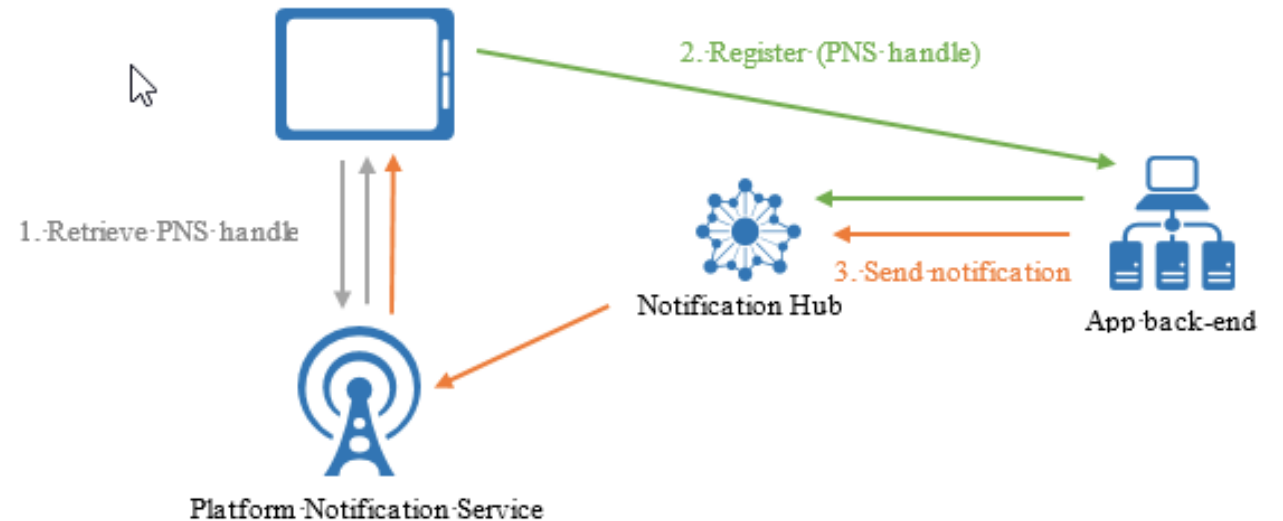 2. Register (PNS handle)
1. Retrieve PNS handle
3. Send notification
Notification Hub
App back-end
Platform Notification Service